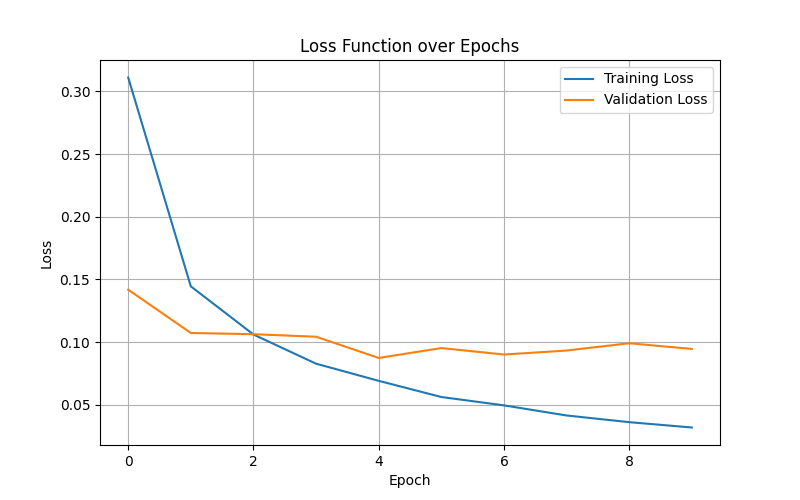 Loss Function over Epochs
Training Loss
Validation Loss
0.30
0.25
0.20
0.15
0.10
0.05
Loss
0 2 4 6 8
Epoch